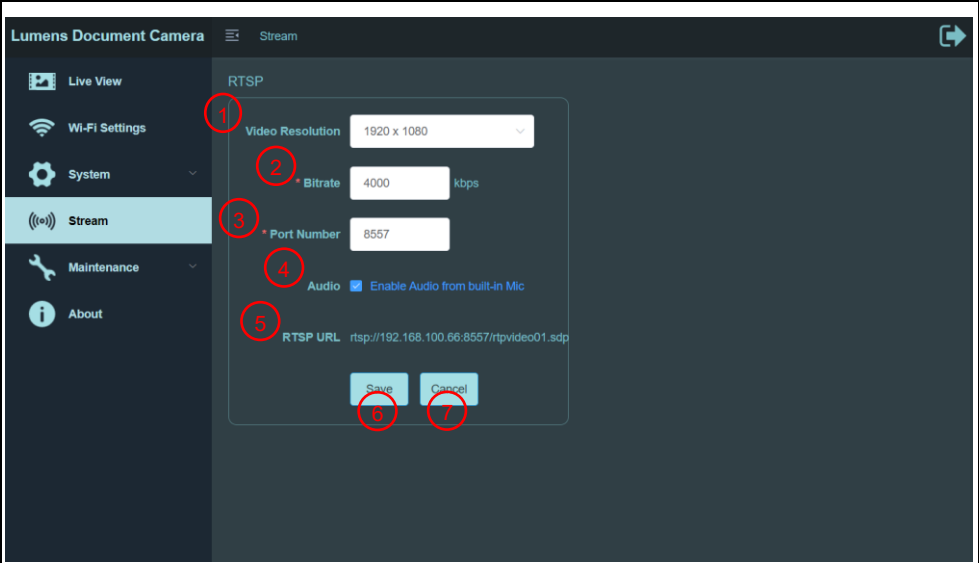 Lumens Document Camera Stream
Live View
Wi-Fi Settings
System
Stream
Maintenance
About
RTSP
1
Video Resolution 1920 x 1080
2
* Bitrate 4000 kbps
3
* Port Number 8557
4
Audio Enable Audio from built-in Mic
5
RTSP URL rtsp://192.168.100.66:8557/rtpvideo01.sdp
Save Cancel
6 7